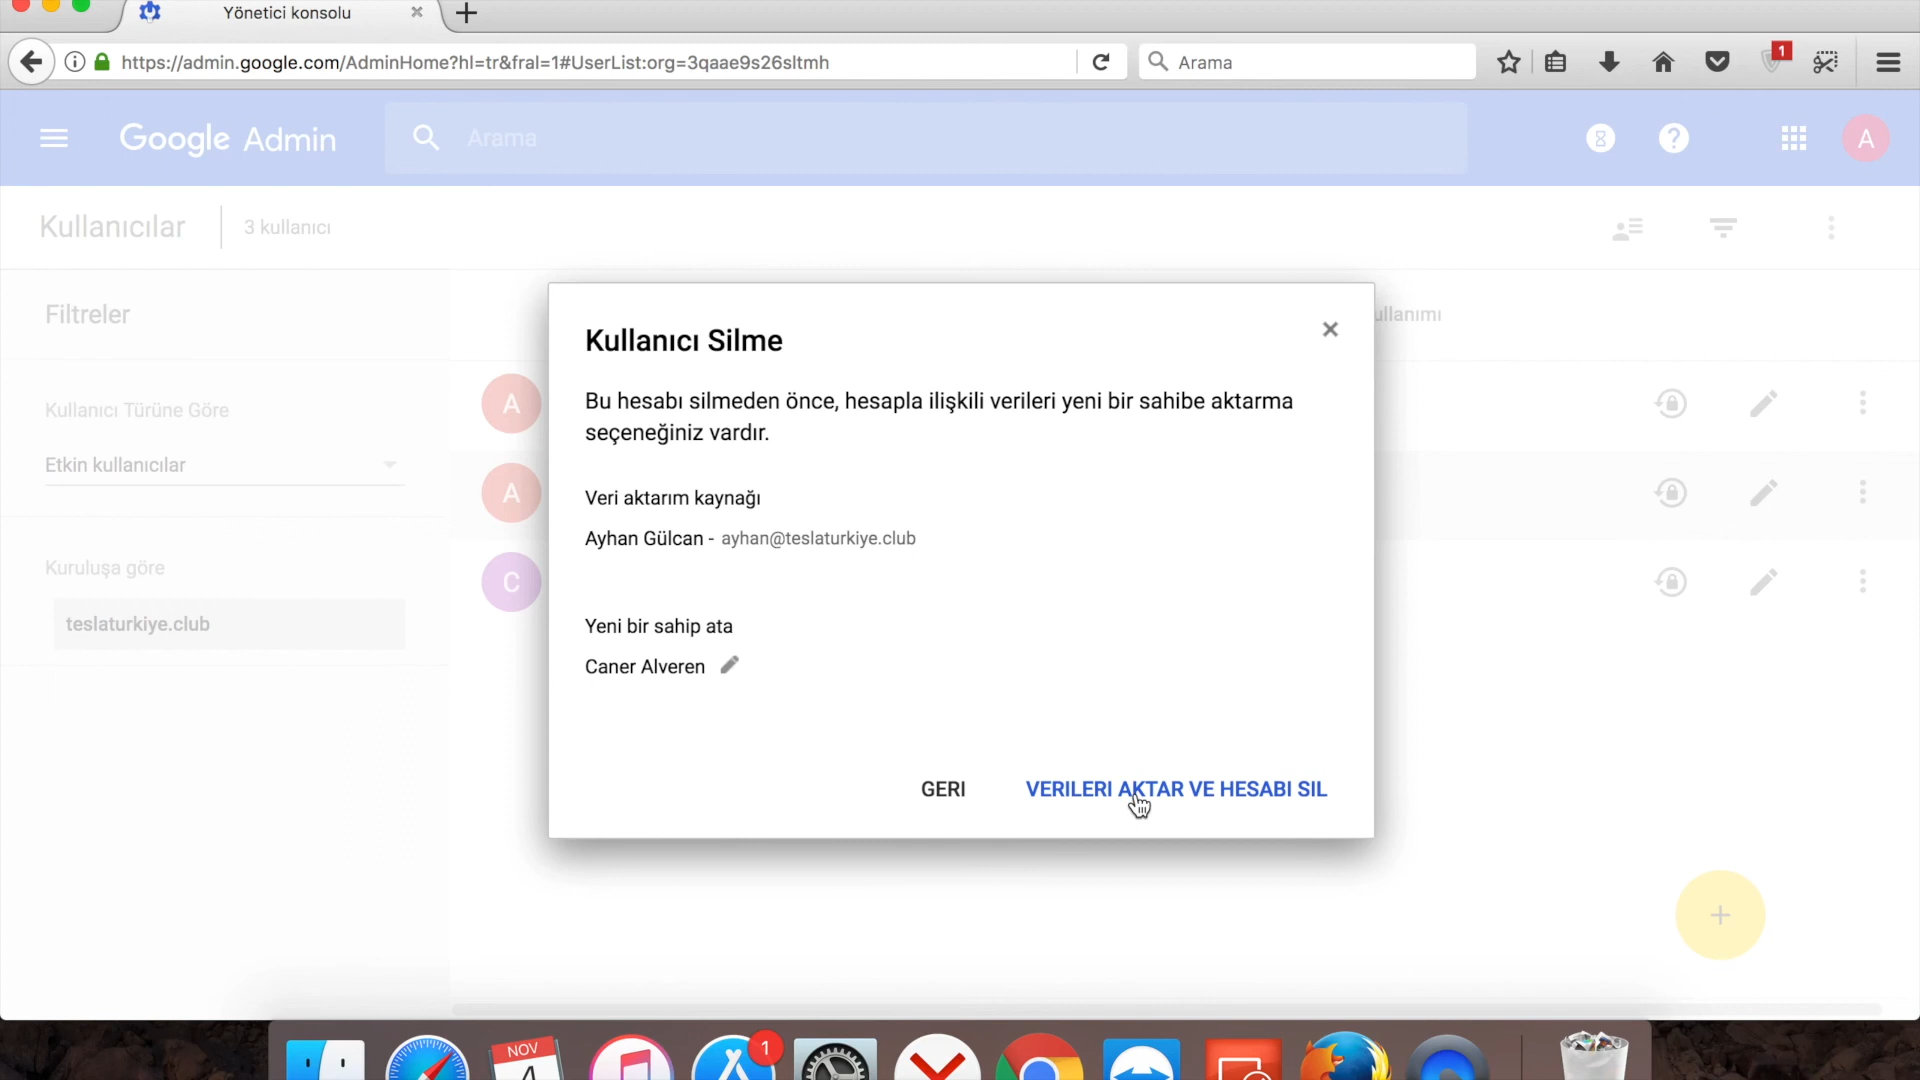 Yönetici konsolu
https://admin.google.com/AdminHome?hl=tr&fral=1#UserList:org=3qaae9s26sltmh
Arama
1
Google Admin
Arama
A
Kullanıcılar
3 kullanıcı
Filtreler
ullanımı
Kullanıcı Türüne Göre
Etkin kullanıcılar
Kuruluşa göre
teslaturkiye.club
A
A
C
Kullanıcı Silme
Bu hesabı silmeden önce, hesapla ilişkili verileri yeni bir sahibe aktarma
seçeneğiniz vardır.
Veri aktarım kaynağı
Ayhan Gülcan - ayhan@teslaturkiye.club
Yeni bir sahip ata
Caner Alveren
GERI
VERILERI AKTAR VE HESABI SIL
NOV
4
1